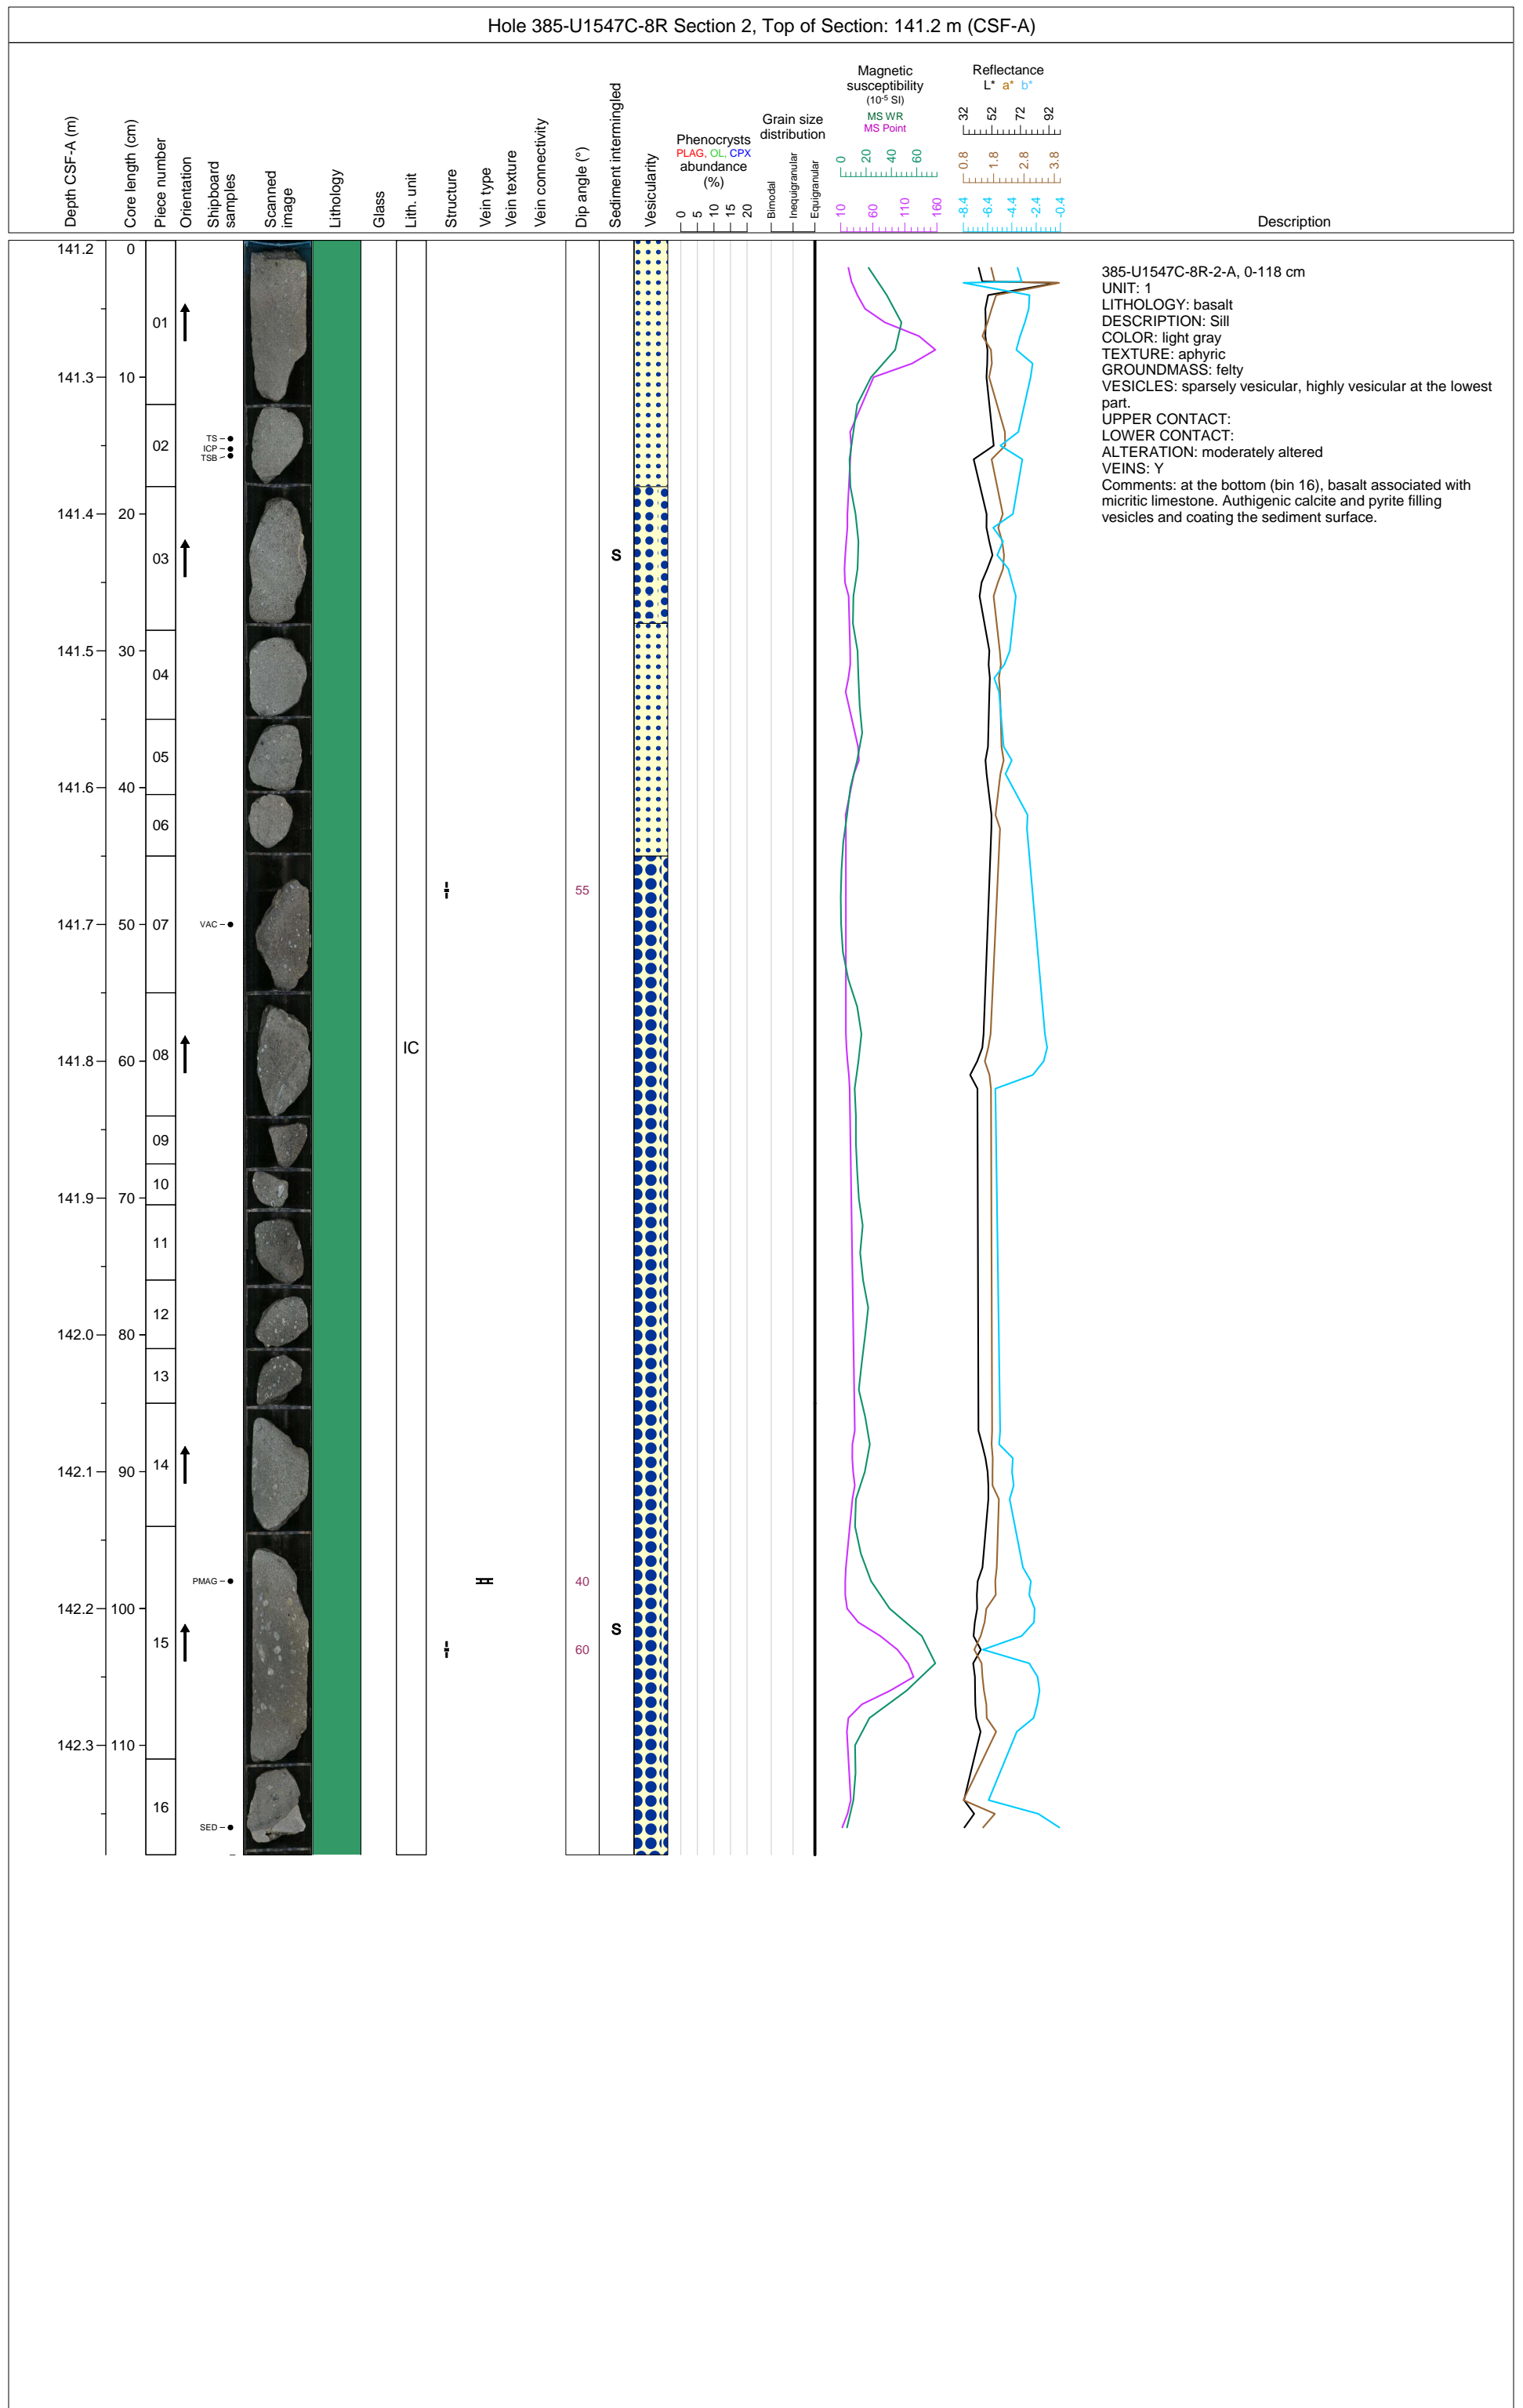 Hole 385-U1547C-8R Section 2, Top of Section: 141.2 m (CSF-A)
Depth CSF-A (m)
Core length (cm)
Piece number
Orientation
Shipboard
samples
Scanned
image
Lithology
Glass
Lith. unit
Structure
Vein type
Vein texture
Vein connectivity
Dip angle (°)
Sediment intermingled
Vesicularity
Phenocrysts
PLAG, OL, CPX
abundance
(%)
0 5 10 15 20
Grain size
distribution
Bimodal
Inequigranular
Equigranular
Magnetic
susceptibility
(10-5 SI)
MS WR
MS Point
0 20 40 60
10 60 110 160
Reflectance
L* a* b*
32 52 72 92
0.8 1.8 2.8 3.8
-8.4 -6.4 -4.4 -2.4 -0.4
Description
141.2 0
01
141.3 10
TS
02
ICP
TSB
141.4 20
03
S
141.5 30
04
05
141.6 40
06
55
141.7 50 07
VAC
IC
08
141.8 60
09
10
141.9 70
11
12
142.0 80
13
14
142.1 90
PMAG
40
142.2 100
S
15
60
142.3 110
16
SED
385-U1547C-8R-2-A, 0-118 cm
UNIT: 1
LITHOLOGY: basalt
DESCRIPTION: Sill
COLOR: light gray
TEXTURE: aphyric
GROUNDMASS: felty
VESICLES: sparsely vesicular, highly vesicular at the lowest
part.
UPPER CONTACT:
LOWER CONTACT:
ALTERATION: moderately altered
VEINS: Y
Comments: at the bottom (bin 16), basalt associated with
micritic limestone. Authigenic calcite and pyrite filling
vesicles and coating the sediment surface.